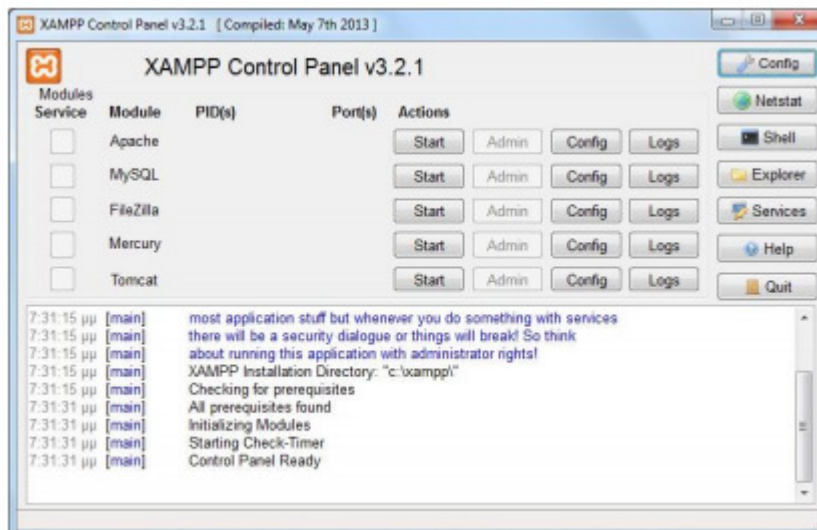 XAMPP Control Panel v3.2.1 [ Compiled: May 7th 2013 ]
XAMPP Control Panel v3.2.1
Config
Modules
Service Module PID(s) Port(s) Actions
Netstat
Apache Start Admin Config Logs
Shell
MySQL Start Admin Config Logs
Explorer
FileZilla Start Admin Config Logs
Services
Mercury Start Admin Config Logs
Help
Tomcat Start Admin Config Logs
Quit
7:31:15 μμ [main] most application stuff but whenever you do something with services
7:31:15 μμ [main] there will be a security dialogue or things will break! So think
7:31:15 μμ [main] about running this application with administrator rights!
7:31:15 μμ [main] XAMPP Installation Directory: "c:\xampp\"
7:31:15 μμ [main] Checking for prerequisites
7:31:31 μμ [main] All prerequisites found
7:31:31 μμ [main] Initializing Modules
7:31:31 μμ [main] Starting Check-Timer
7:31:31 μμ [main] Control Panel Ready